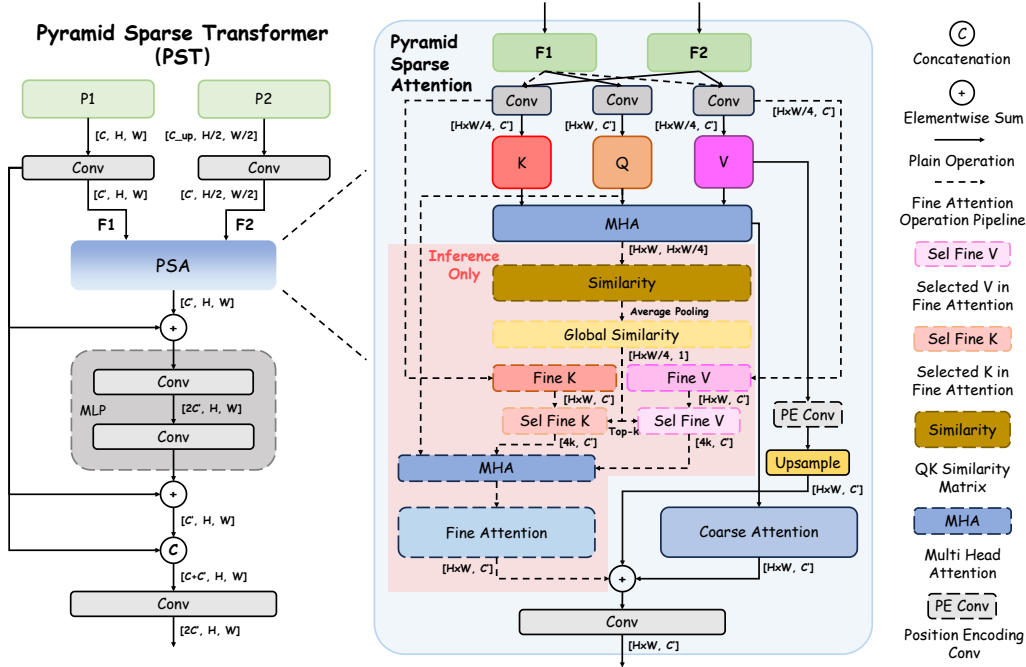 Pyramid Sparse Transformer
(PST)
P1
P2
[C, H, W]
[C_up, H/2, W/2]
Conv
Conv
[C', H, W]
[C', H/2, W/2]
F1
F2
PSA
[C', H, W]
+
Conv
MLP
[2C', H, W]
Conv
+
[C', H, W]
C
[C+C', H, W]
Conv
[2C', H, W]
Pyramid
Sparse
Attention
F1
F2
Conv
Conv
Conv
[HxW/4, C']
[HxW, C']
[HxW/4, C']
[HxW/4, C']
K
Q
V
MHA
[HxW, HxW/4]
Inference
Only
Similarity
Average Pooling
Global Similarity
[HxW/4, 1]
Fine K
Fine V
[HxW, C']
[HxW, C']
Sel Fine K
Top-k
Sel Fine V
[4k, C']
[4k, C']
PE Conv
MHA
Upsample
[HxW, C']
Fine Attention
Coarse Attention
[HxW, C']
[HxW, C']
+
Conv
[HxW, C']
C
Concatenation
+
Elementwise Sum
Plain Operation
Fine Attention
Operation Pipeline
Sel Fine V
Selected V in
Fine Attention
Sel Fine K
Selected K in
Fine Attention
Similarity
QK Similarity
Matrix
MHA
Multi Head
Attention
PE Conv
Position Encoding
Conv